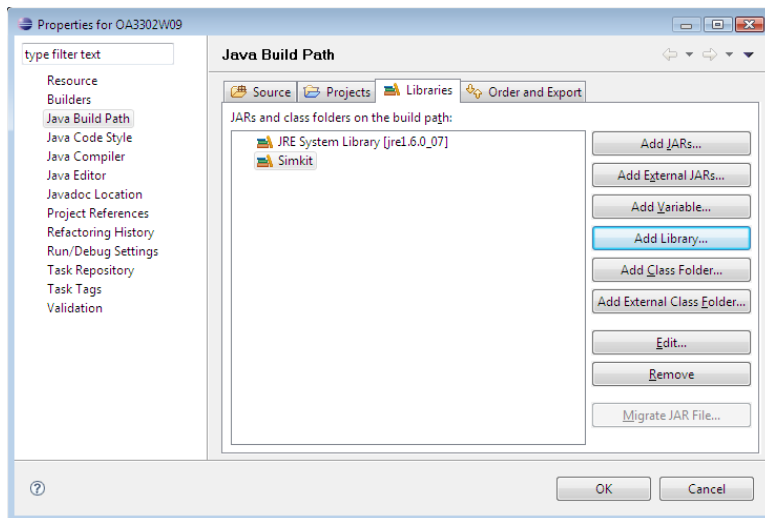 Properties for OA3302W09
type filter text
Resource
Builders
Java Build Path
Java Code Style
Java Compiler
Java Editor
Javadoc Location
Project References
Refactoring History
Run/Debug Settings
Task Repository
Task Tags
Validation
Java Build Path
Source Projects Libraries Order and Export
JARs and class folders on the build path:
JRE System Library [jre1.6.0_07]
Simkit
Add JARs...
Add External JARs...
Add Variable...
Add Library...
Add Class Folder...
Add External Class Folder...
Edit...
Remove
Migrate JAR File...
OK Cancel